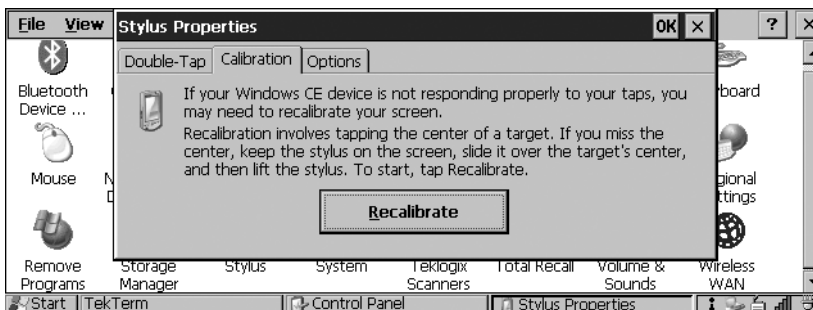 File View Stylus Properties OK × ? ×
Double-Tap Calibration Options
If your Windows CE device is not responding properly to your taps, you
may need to recalibrate your screen.
Recalibration involves tapping the center of a target. If you miss the
center, keep the stylus on the screen, slide it over the target's center,
and then lift the stylus. To start, tap Recalibrate.
Recalibrate
Bluetooth
Device ...
Mouse
Remove
Programs
Storage
Manager
Stylus
System
Teklogix
Scanners
Total Recall
Volume &
Sounds
Wireless
WAN
Start TekTerm Control Panel Stylus Properties